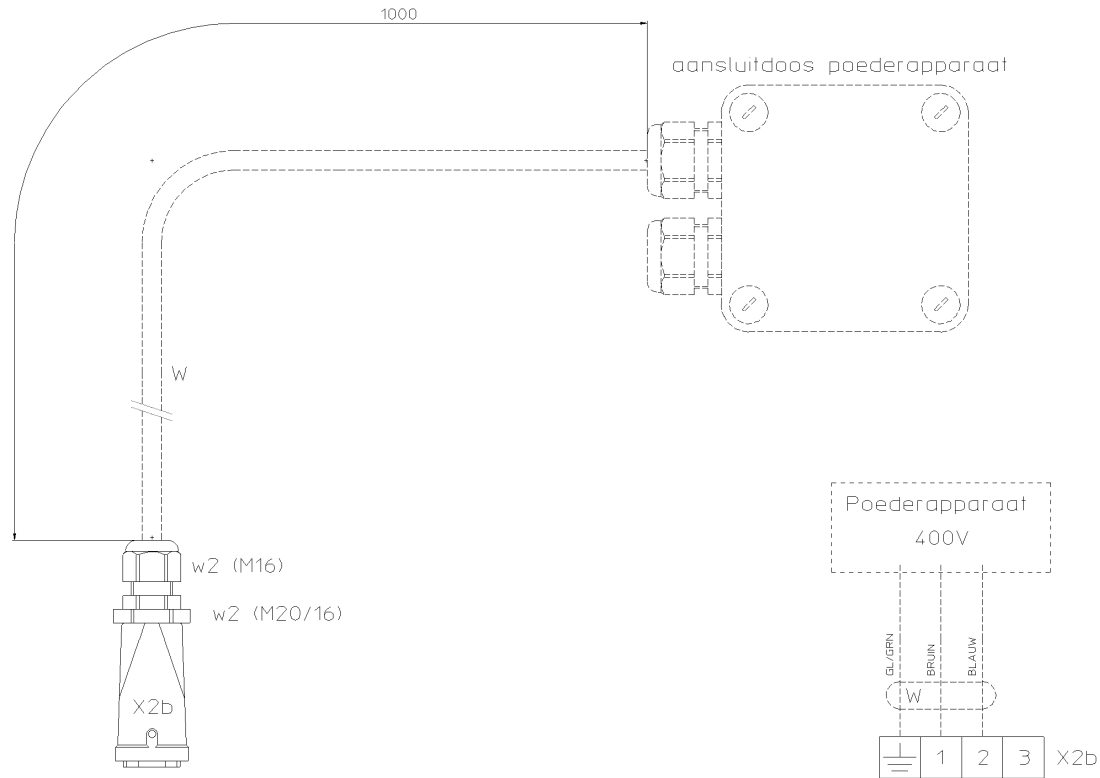 1000
aansluitdoos poederapparaat
W
w2 (M16)
w2 (M20/16)
X2b
Poederapparaat
400V
GL/GRN
BRUIN
BLAUW
W
1 2 3 X2b